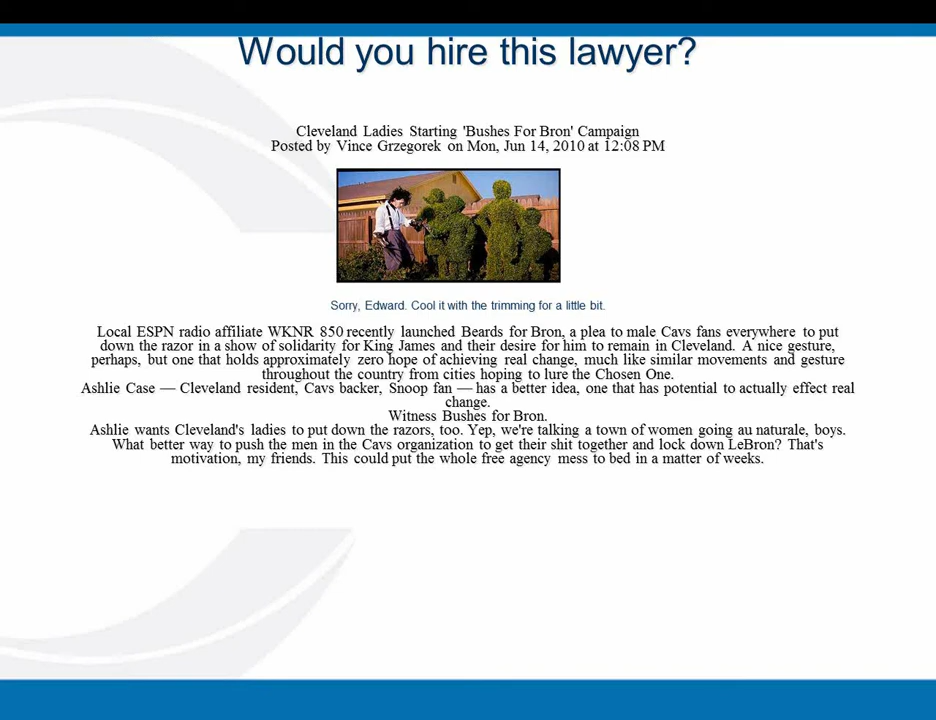 Would you hire this lawyer?
Cleveland Ladies Starting 'Bushes For Bron' Campaign
Posted by Vince Grzegorek on Mon, Jun 14, 2010 at 12:08 PM
Sorry, Edward. Cool it with the trimming for a little bit.
Local ESPN radio affiliate WKNR 850 recently launched Beards for Bron, a plea to male Cavs fans everywhere to put
down the razor in a show of solidarity for King James and their desire for him to remain in Cleveland. A nice gesture,
perhaps, but one that holds approximately zero hope of achieving real change, much like similar movements and gesture
throughout the country from cities hoping to lure the Chosen One.
Ashlie Case — Cleveland resident, Cavs backer, Snoop fan — has a better idea, one that has potential to actually effect real
change.
Witness Bushes for Bron.
Ashlie wants Cleveland's ladies to put down the razors, too. Yep, we're talking a town of women going au naturale, boys.
What better way to push the men in the Cavs organization to get their shit together and lock down LeBron? That's
motivation, my friends. This could put the whole free agency mess to bed in a matter of weeks.